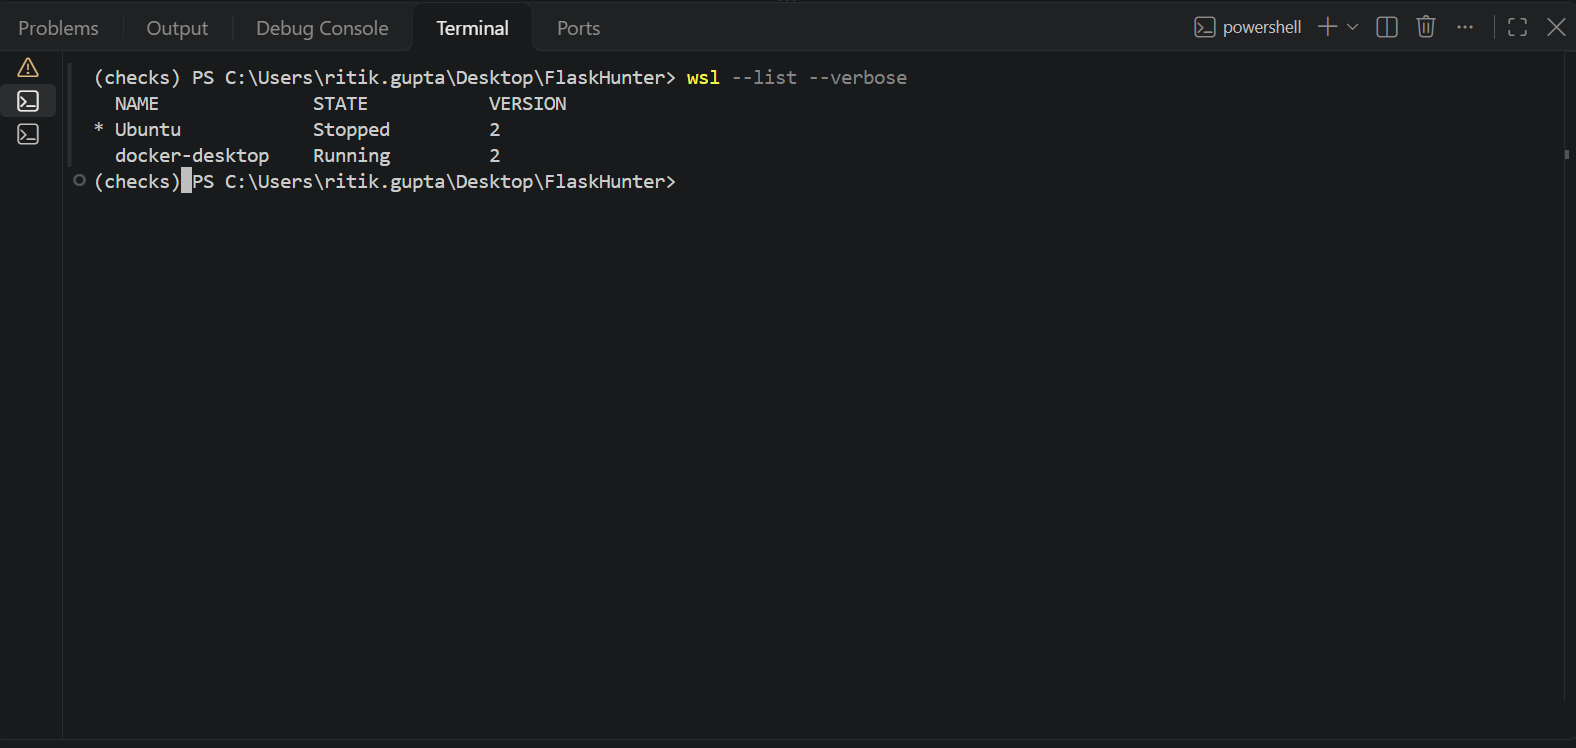 Problems Output Debug Console Terminal Ports powershell
(checks) PS C:\Users\ritik.gupta\Desktop\FlaskHunter> wsl --list --verbose
NAME STATE VERSION
* Ubuntu Stopped 2
docker-desktop Running 2
(checks) PS C:\Users\ritik.gupta\Desktop\FlaskHunter>